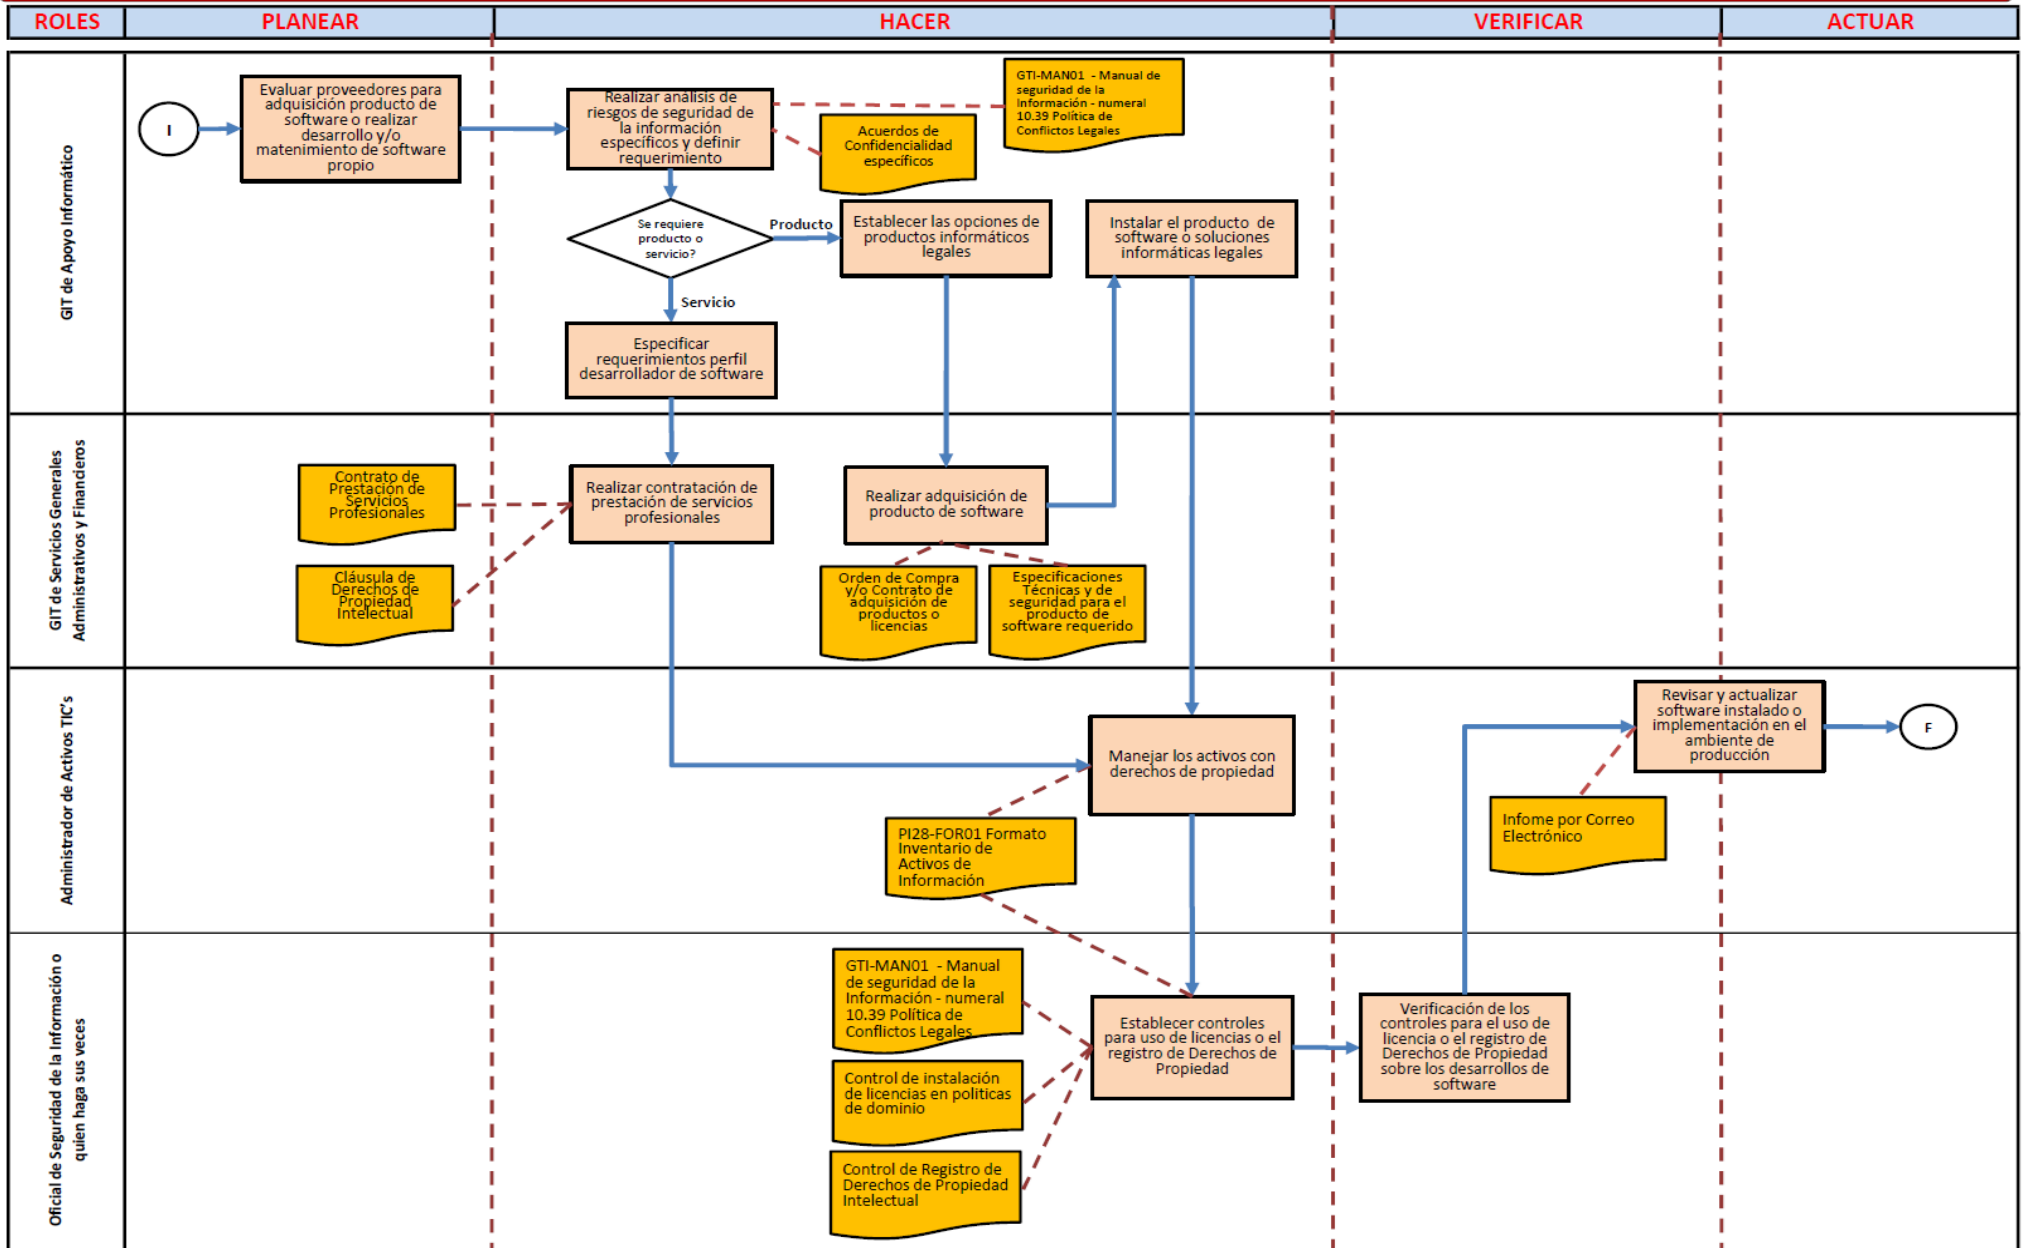 ROLES
PLANEAR
HACER
VERIFICAR
ACTUAR
GIT de Apoyo Informático
I
Evaluar proveedores para
adquisición producto de
software o realizar
desarrollo y/o
matenimiento de software
propio
Realizar análisis de
riesgos de seguridad de
la información
específicos y definir
requerimiento
Acuerdos de
Confidencialidad
específicos
GTI-MAN01 - Manual de
seguridad de la
Información - numeral
10.39 Política de
Conflictos Legales
Se requiere
producto o
servicio?
Producto
Establecer las opciones de
productos informáticos
legales
Instalar el producto de
software o soluciones
informáticas legales
Servicio
Especificar
requerimientos perfil
desarrollador de software
GIT de Servicios Generales
Administrativos y Financieros
Contrato de
Prestación de
Servicios
Profesionales
Cláusula de
Derechos de
Propiedad
Intelectual
Realizar contratación de
prestación de servicios
profesionales
Realizar adquisición de
producto de software
Orden de Compra
y/o Contrato de
adquisición de
productos o
licencias
Especificaciones
Técnicas y de
seguridad para el
producto de
software requerido
Administrador de Activos TIC's
Manejar los activos con
derechos de propiedad
PI28-FOR01 Formato
Inventario de
Activos de
Información
Revisar y actualizar
software instalado o
implementación en el
ambiente de
producción
F
Infome por Correo
Electrónico
Oficial de Seguridad de la Información o
quien haga sus veces
GTI-MAN01 - Manual
de seguridad de la
Información - numeral
10.39 Política de
Conflictos Legales
Control de instalación
de licencias en politicas
de dominio
Control de Registro de
Derechos de Propiedad
Intelectual
Establecer controles
para uso de licencias o el
registro de Derechos de
Propiedad
Verificación de los
controles para el uso de
licencia o el registro de
Derechos de Propiedad
sobre los desarrollos de
software